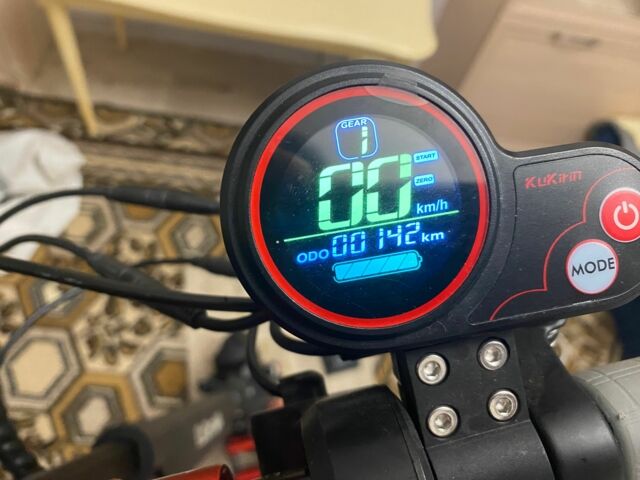 GEAR
1
START
00
ZERO
km/h
ODO 00142 km
KuKirin
MODE